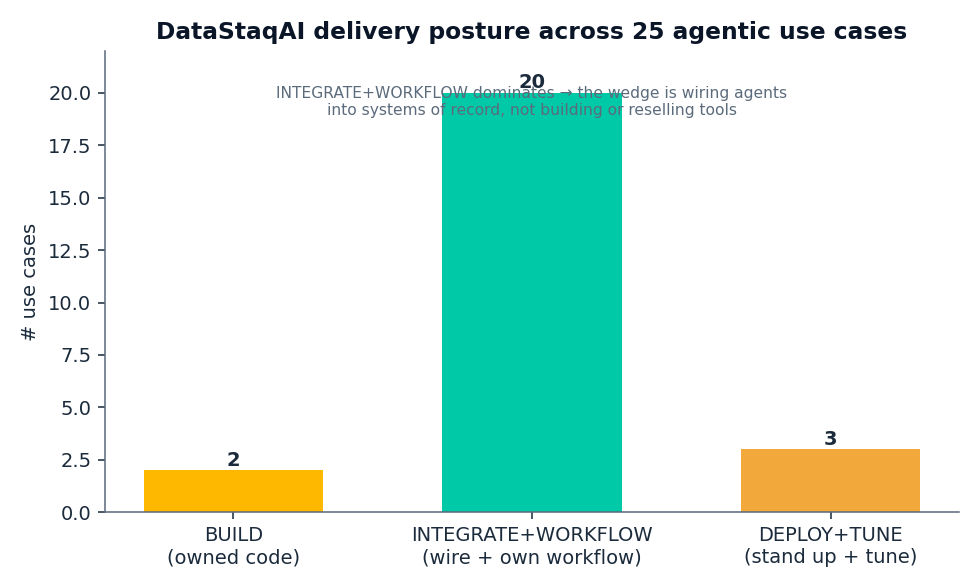 DataStaqAI delivery posture across 25 agentic use cases
20
INTEGRATE+WORKFLOW dominates → the wedge is wiring agents
into systems of record, not building or reselling tools
20.0
17.5
15.0
12.5
10.0
7.5
5.0
2.5
0.0
# use cases
2
3
BUILD
(owned code)
INTEGRATE+WORKFLOW
(wire + own workflow)
DEPLOY+TUNE
(stand up + tune)